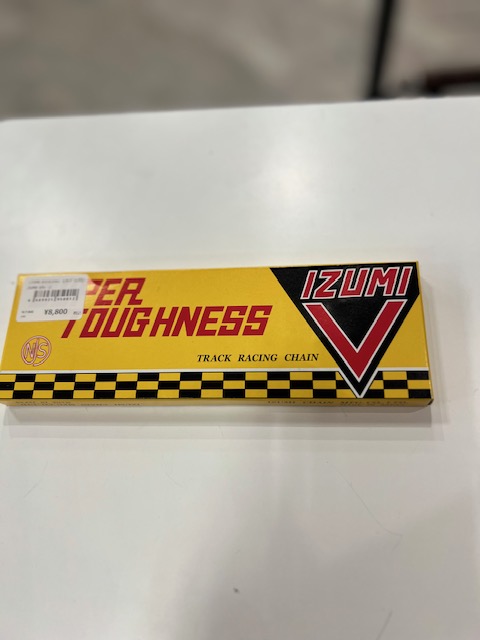 ¥8,800
PER
TOUGHNESS
NJS
TRACK RACING CHAIN
IZUMI
V